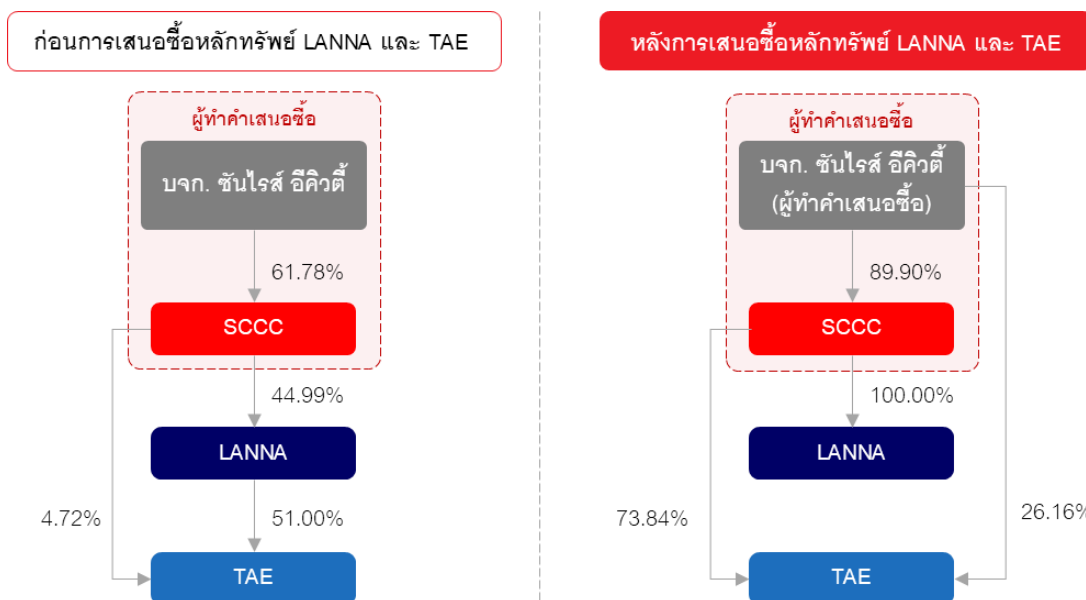 ก่อนการเสนอซื้อหลักทรัพย์ LANNA และ TAE
ผู้ทำคำเสนอซื้อ
บจก. ซันไรส์ อีคิวตี้
61.78%
SCCC
44.99%
LANNA
4.72%
51.00%
TAE
หลังการเสนอซื้อหลักทรัพย์ LANNA และ TAE
ผู้ทำคำเสนอซื้อ
บจก. ซันไรส์ อีคิวตี้
(ผู้ทำคำเสนอซื้อ)
89.90%
SCCC
100.00%
LANNA
73.84%
26.16%
TAE